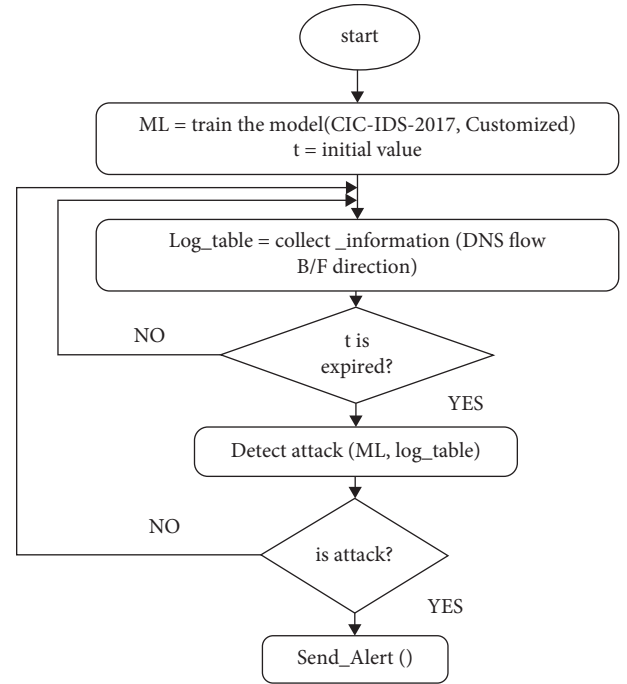 start
ML = train the model(CIC-IDS-2017, Customized)
t = initial value
Log_table = collect _information (DNS flow
B/F direction)
NO
t is
expired?
YES
Detect attack (ML, log_table)
NO
is attack?
YES
Send_Alert ()